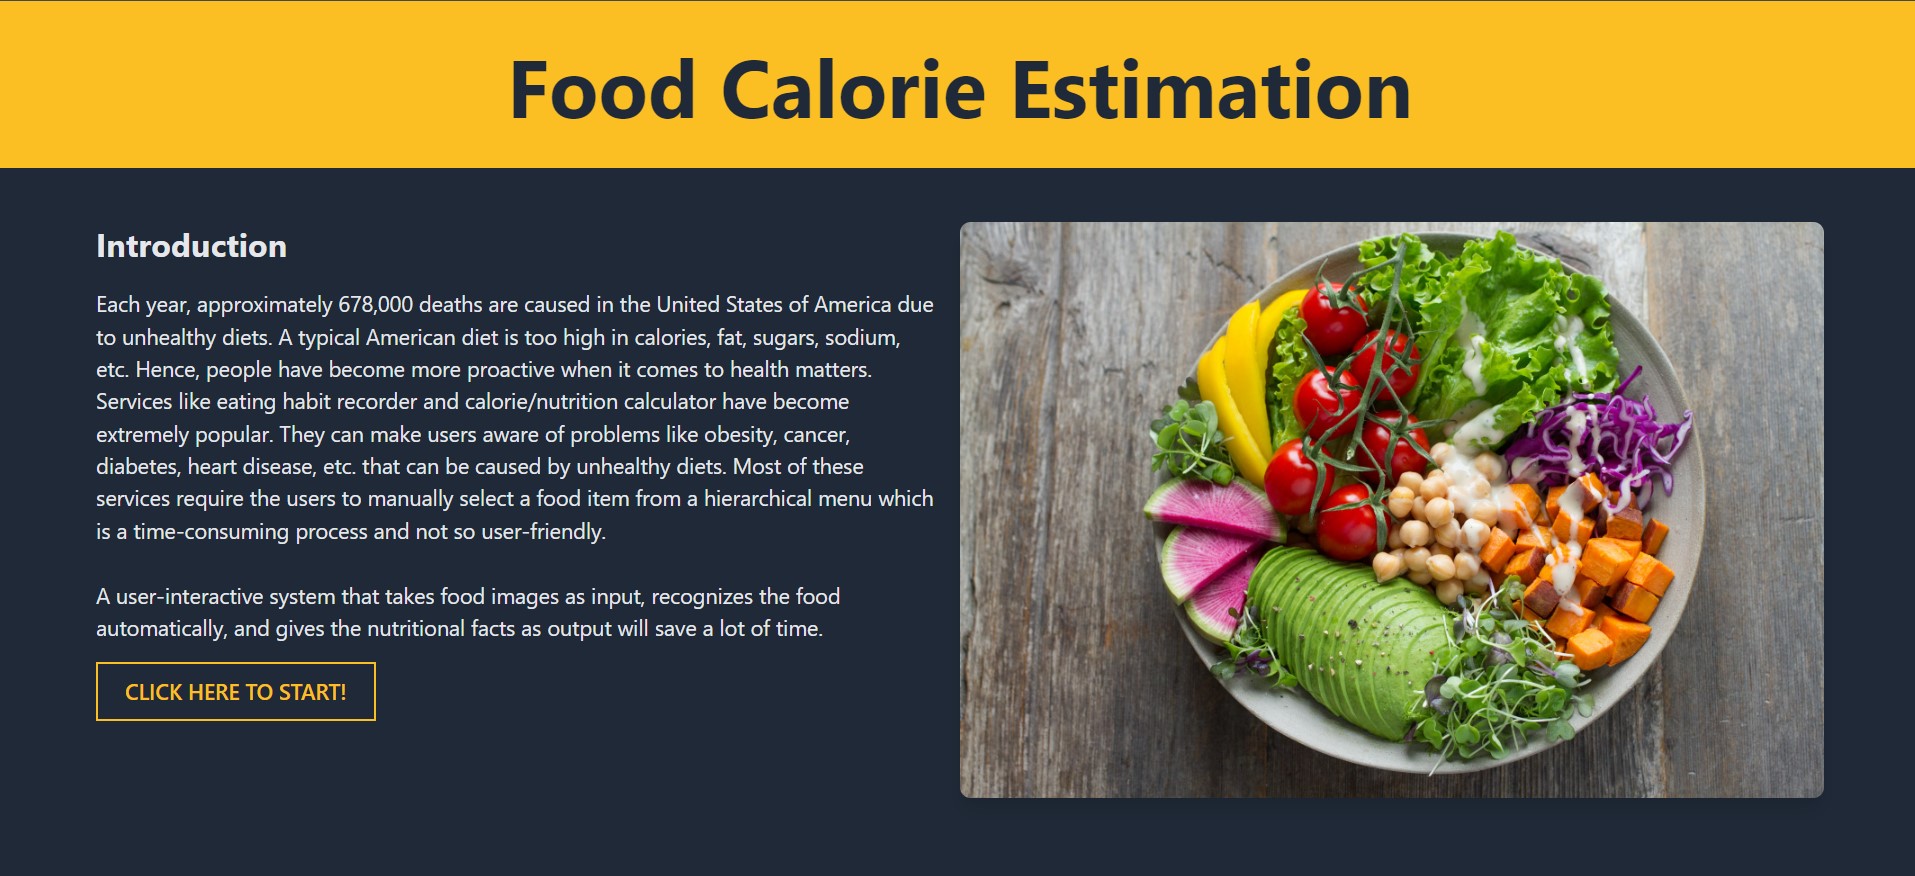 Food Calorie Estimation
Introduction
Each year, approximately 678,000 deaths are caused in the United States of America due
to unhealthy diets. A typical American diet is too high in calories, fat, sugars, sodium,
etc. Hence, people have become more proactive when it comes to health matters.
Services like eating habit recorder and calorie/nutrition calculator have become
extremely popular. They can make users aware of problems like obesity, cancer,
diabetes, heart disease, etc. that can be caused by unhealthy diets. Most of these
services require the users to manually select a food item from a hierarchical menu which
is a time-consuming process and not so user-friendly.
A user-interactive system that takes food images as input, recognizes the food
automatically, and gives the nutritional facts as output will save a lot of time.
CLICK HERE TO START!